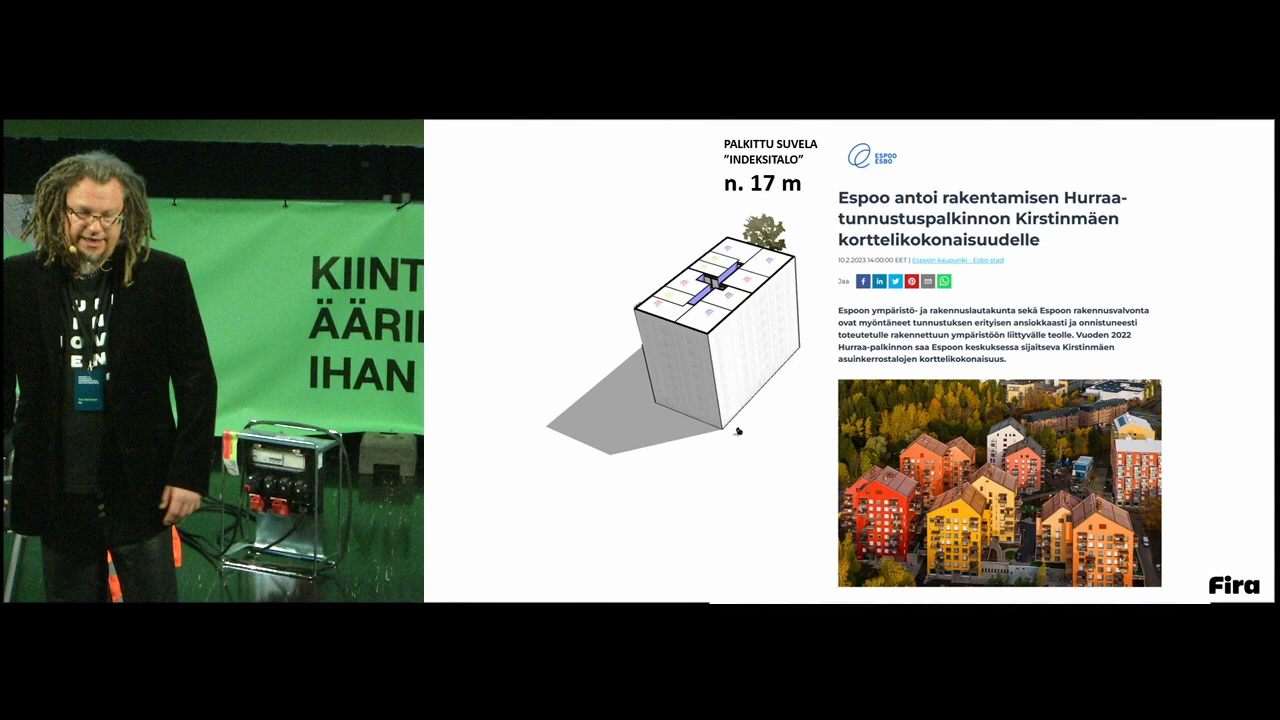 KIINT
ÄÄRI
IHAN
PALKITTU SUVELA
”INDEKSITALO”
n. 17 m
ESPOO
ESBO
Espoo antoi rakentamisen Hurraa-
tunnustuspalkinnon Kirstinmäen
korttelikokonaisuudelle
10.2.2023 14:00:00 EET | Espoon kaupunki - Esbo stad
Jaa
Espoon ympäristö- ja rakennuslautakunta sekä Espoon rakennusvalvonta
ovat myöntäneet tunnustuksen erityisen ansiokkaasti ja onnistuneesti
toteutetulle rakennettuun ympäristöön liittyvälle teolle. Vuoden 2022
Hurraa-palkinnon saa Espoon keskuksessa sijaitseva Kirstinmäen
asuinkerrostalojen korttelikokonaisuus.
Fira